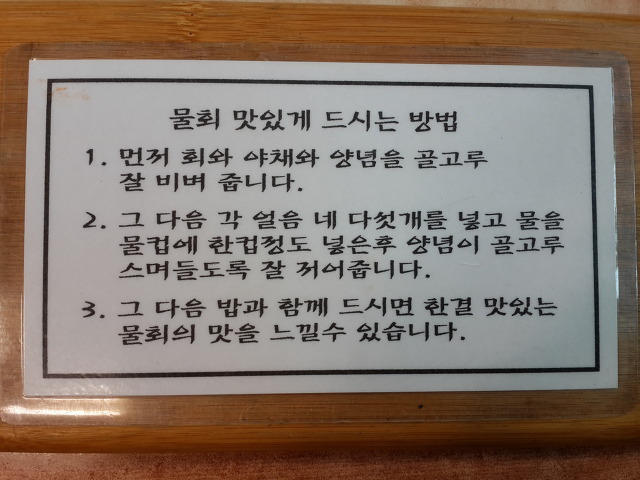 물회 맛있게 드시는 방법
1. 먼저 회와 야채와 양념을 골고루
잘 비벼 줍니다.
2. 그 다음 각 얼음 네 다섯개를 넣고 물을
물컵에 한컵정도 넣은후 양념이 골고루
스며들도록 잘 저어줍니다.
3. 그 다음 밥과 함께 드시면 한결 맛있는
물회의 맛을 느낄수 있습니다.